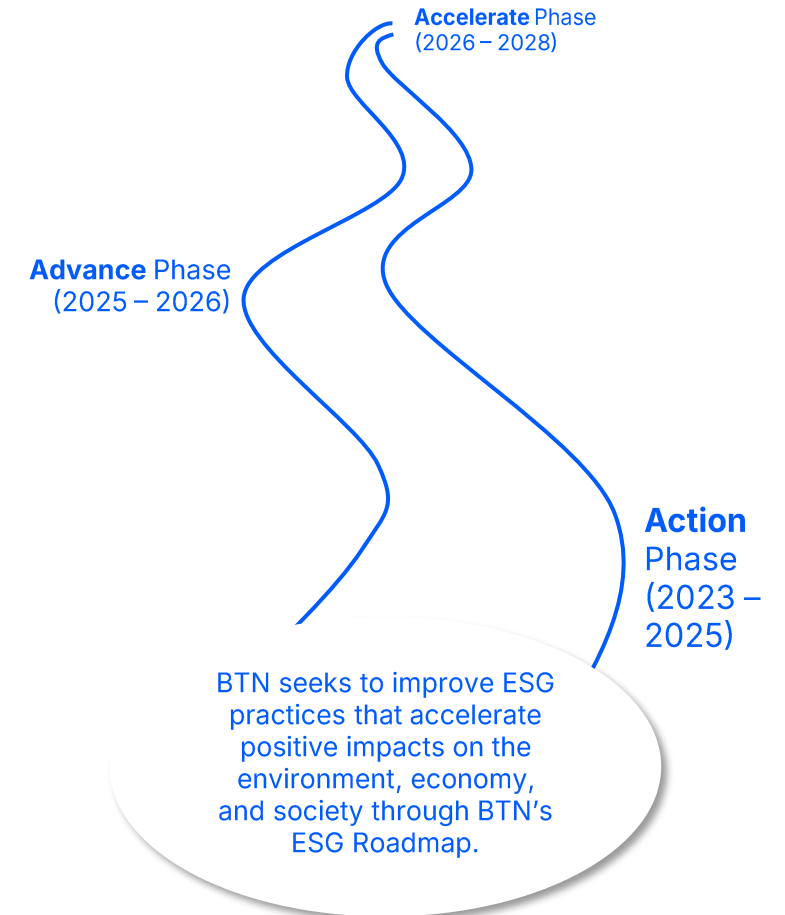 Accelerate Phase
(2026 – 2028)
Advance Phase
(2025 – 2026)
Action
Phase
(2023 –
2025)
BTN seeks to improve ESG
practices that accelerate
positive impacts on the
environment, economy,
and society through BTN’s
ESG Roadmap.